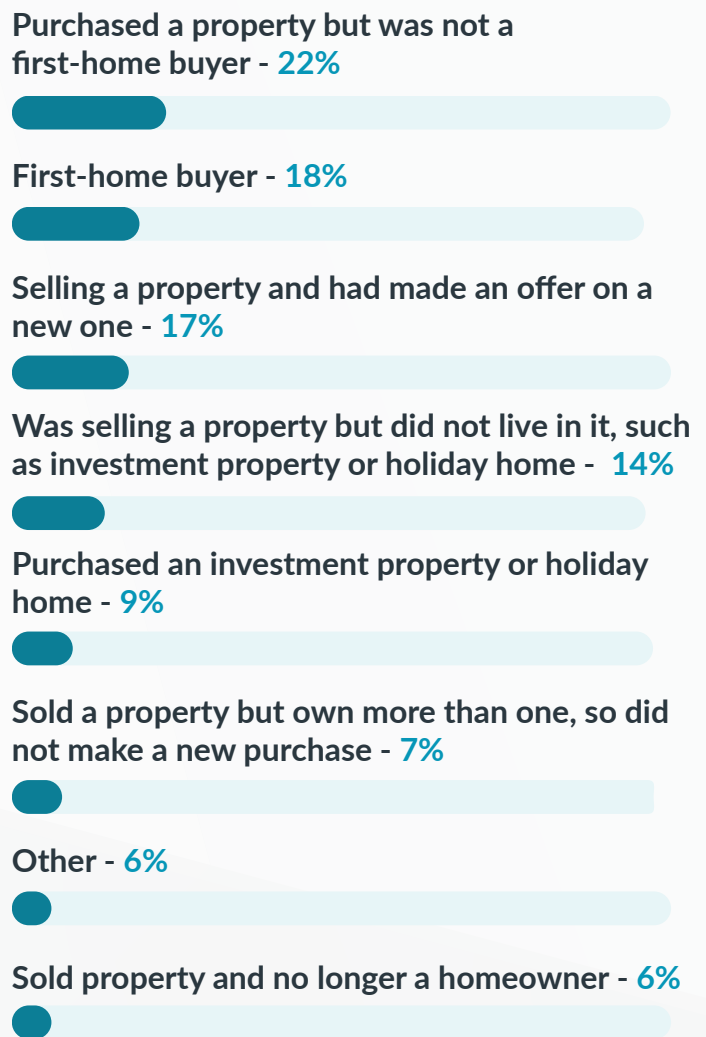 Purchased a property but was not a
first-home buyer - 22%
First-home buyer - 18%
Selling a property and had made an offer on a
new one - 17%
Was selling a property but did not live in it, such
as investment property or holiday home - 14%
Purchased an investment property or holiday
home - 9%
Sold a property but own more than one, so did
not make a new purchase - 7%
Other - 6%
Sold property and no longer a homeowner - 6%